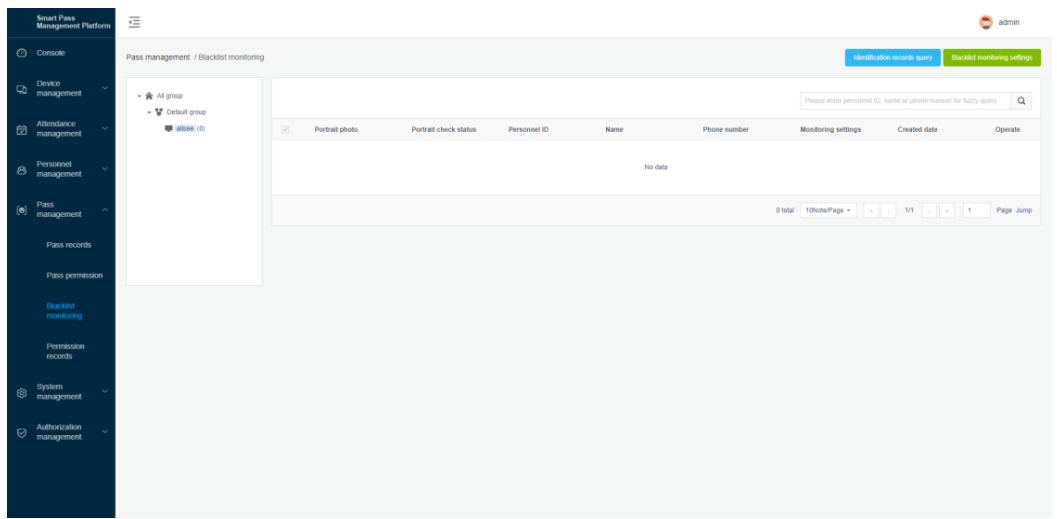 Smart Pass
Management Platform
admin
Console
Device
management
Attendance
management
Personnel
management
Pass
management
Pass records
Pass permission
Blacklist
monitoring
Permission
records
System
management
Authorization
management
Pass management / Blacklist monitoring
Identification records query
Blacklist monitoring settings
All group
Default group
allsee (0)
Please enter personnel ID, name or phone number for fuzzy query.
Portrait photo Portrait check status Personnel ID Name Phone number Monitoring settings Created date Operate
No data
0 total 10Note/Page « ‹ 1/1 › » 1 Page Jump